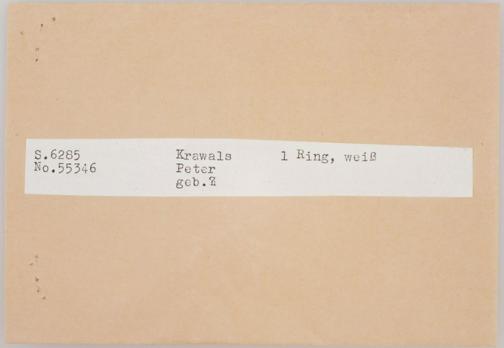 S.6285 Krawals 1 Ring, weiß
No.55346 Peter
geb.